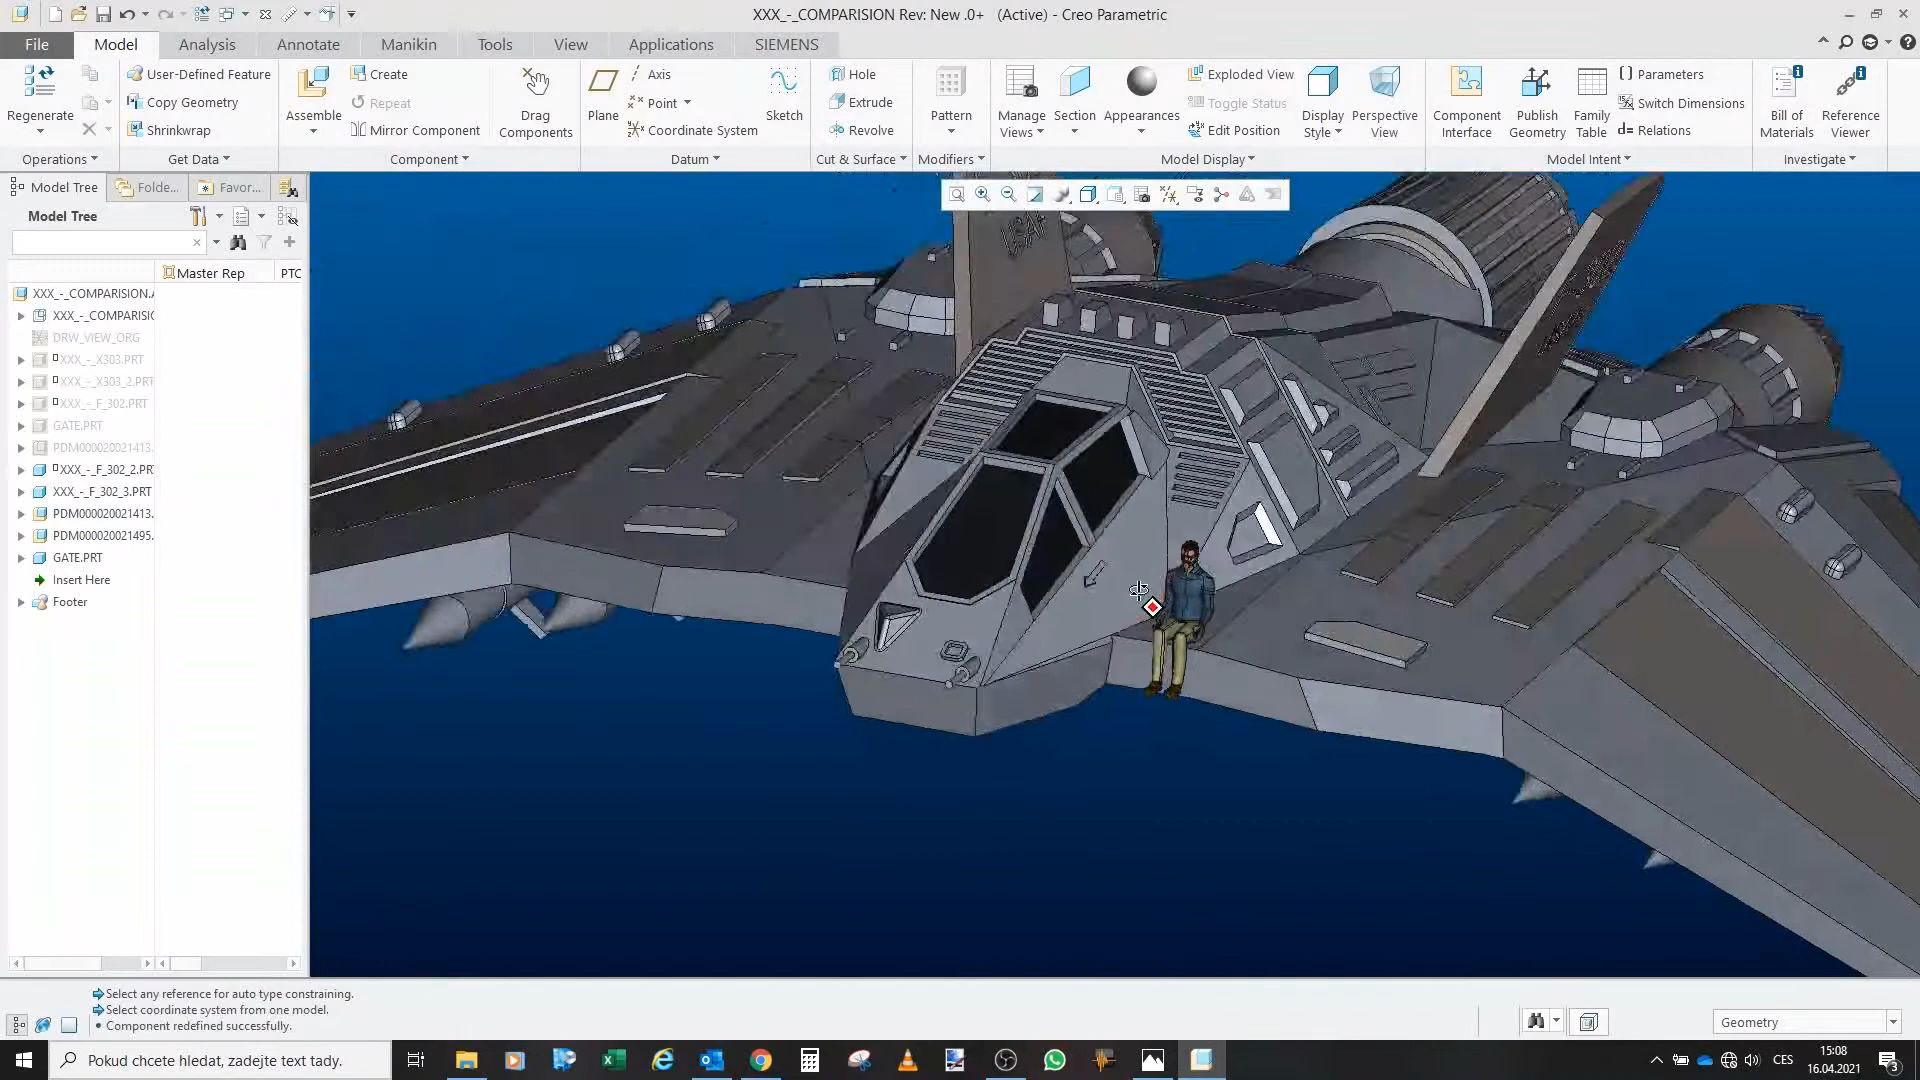 XXX_-_COMPARISION Rev: New .0+ (Active) - Creo Parametric
File Model Analysis Annotate Manikin Tools View Applications SIEMENS
Regenerate
User-Defined Feature
Copy Geometry
Shrinkwrap
Assemble
Create
Repeat
Mirror Component
Drag
Components
Plane
Axis
Point
Coordinate System
Sketch
Hole
Extrude
Revolve
Pattern
Manage
Views
Section
Appearances
Exploded View
Toggle Status
Edit Position
Display
Style
Perspective
View
Component
Interface
Publish
Geometry
Family
Table
Parameters
Switch Dimensions
Relations
Bill of
Materials
Reference
Viewer
Operations Get Data Component Datum Cut & Surface Modifiers Model Display Model Intent Investigate
Model Tree Folde... Favor...
Model Tree
Master Rep PTC
XXX_-_COMPARISION.A
XXX_-_COMPARISIO
DRW_VIEW_ORG
XXX_-_X303.PRT
XXX_-_X303_2.PRT
XXX_-_F_302.PRT
GATE.PRT
PDM000020021413.
XXX_-_F_302_2.PRT
XXX_-_F_302_3.PRT
PDM000020021413.
PDM000020021495.
GATE.PRT
Insert Here
Footer
USAF
Select any reference for auto type constraining.
Select coordinate system from one model.
• Component redefined successfully.
Geometry
Pokud chcete hledat, zadejte text tady.
CES
15:08
16.04.2021
3